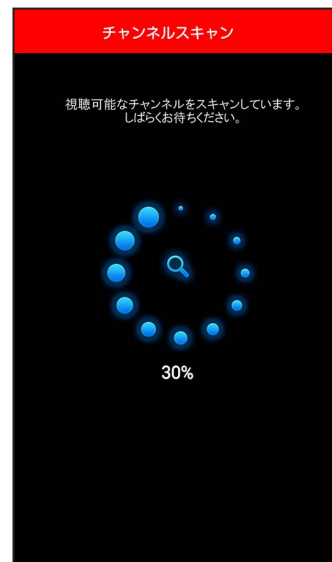 チャンネルスキャン
視聴可能なチャンネルをスキャンしています。
しばらくお待ちください。
30%